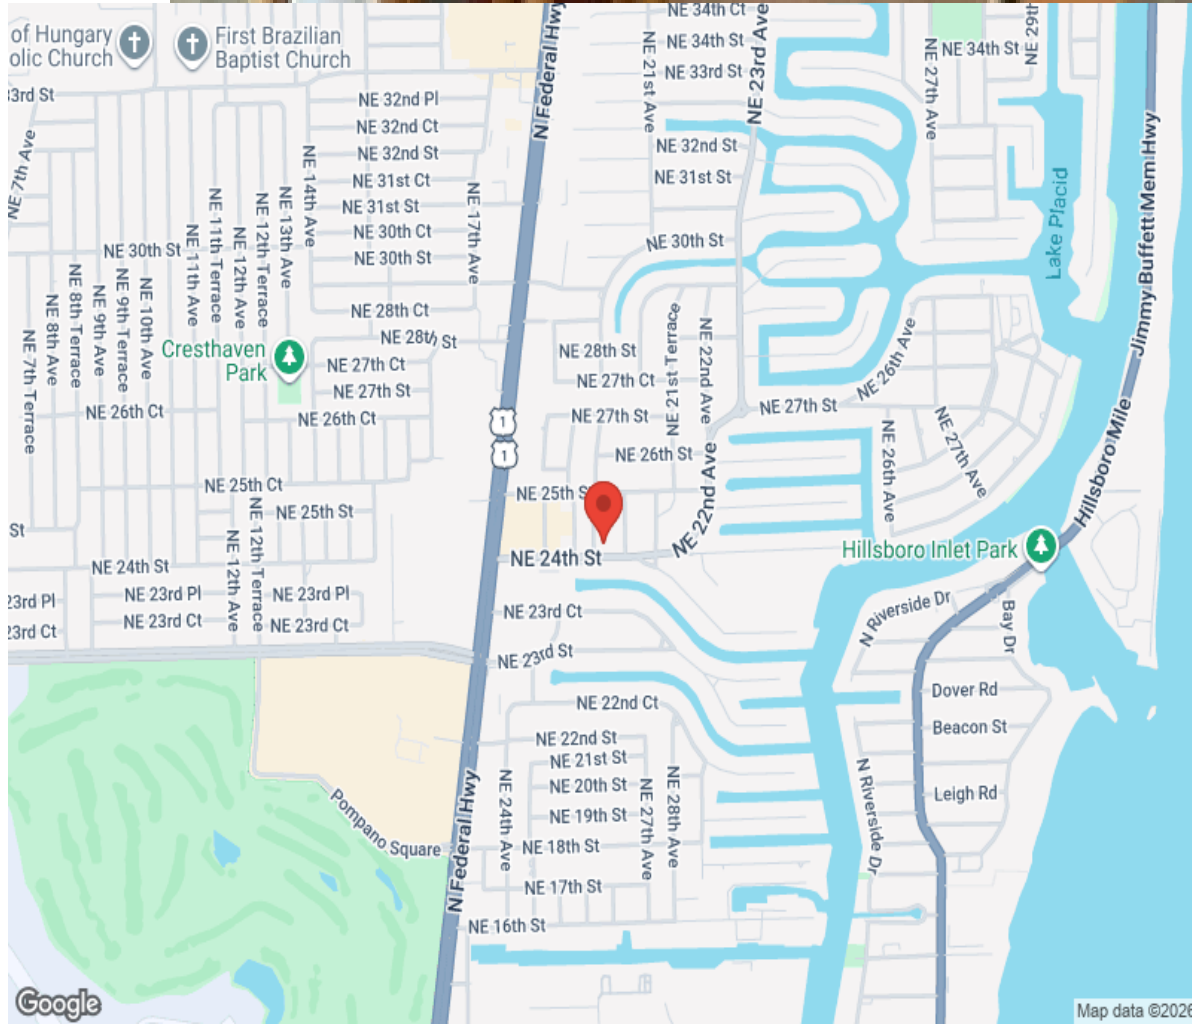 of Hungary
olic Church
First Brazilian
Baptist Church
NE 34th Ct
NE 34th St
NE 33rd St
NE 21st Ave
NE 23rd Ave
NE 34th St
NE 29th
NE 27th Ave
33rd St
NE 7th Ave
NE 32nd Pl
NE 32nd Ct
NE 32nd St
NE 31st Ct
NE 31st St
NE 30th Ct
NE 30th St
NE 14th Ave
NE 17th Ave
N Federal Hwy
NE 32nd St
NE 31st St
NE 30th St
Lake Placid
Jimmy Buffett Mem Hwy
NE 30th St
NE 11th Ave
NE 11th Terrace
NE 12th Ave
NE 12th Terrace
NE 13th Ave
NE 7th Terrace
NE 8th Ave
NE 8th Terrace
NE 9th Ave
NE 9th Terrace
NE 10th Ave
NE 28th Ct
NE 28th St
Cresthaven
Park
NE 27th Ct
NE 27th St
NE 26th Ct
NE 26th Ct
NE 28th St
NE 27th Ct
NE 27th St
NE 26th St
NE 21st Terrace
NE 22nd Ave
NE 27th St
NE 26th Ave
NE 26th Ave
NE 27th Ave
Hillsboro Mile
1
1
NE 25th Ct
NE 25th St
NE 25th St
NE 22nd Ave
St
NE 12th Ave
NE 12th Terrace
NE 24th St
NE 24th St
Hillsboro Inlet Park
23rd Pl
NE 23rd Pl
NE 23rd Pl
23rd Ct
NE 23rd Ct
NE 23rd Ct
NE 23rd Ct
NE 23rd St
N Riverside Dr
Bay Dr
NE 22nd Ct
Dover Rd
Beacon St
NE 22nd St
NE 21st St
NE 20th St
NE 19th St
NE 18th St
NE 17th St
NE 16th St
NE 24th Ave
NE 27th Ave
NE 28th Ave
N Federal Hwy
Pompano Square
Leigh Rd
N Riverside Dr
Google
Map data ©2026